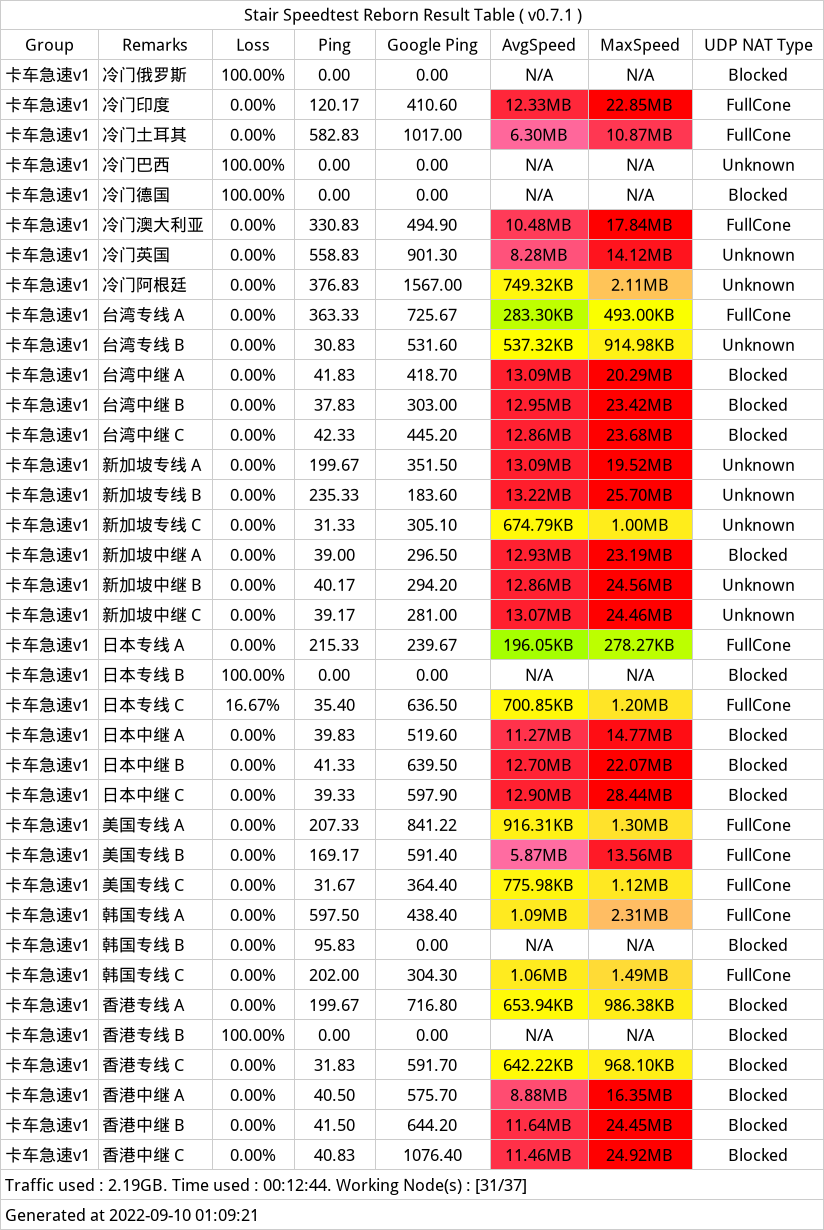 Stair Speedtest Reborn Result Table ( v0.7.1 )
Group Remarks Loss Ping Google Ping AvgSpeed MaxSpeed UDP NAT Type
卡车急速v1 冷门俄罗斯 100.00% 0.00 0.00 N/A N/A Blocked
卡车急速v1 冷门印度 0.00% 120.17 410.60 12.33MB 22.85MB FullCone
卡车急速v1 冷门土耳其 0.00% 582.83 1017.00 6.30MB 10.87MB FullCone
卡车急速v1 冷门巴西 100.00% 0.00 0.00 N/A N/A Unknown
卡车急速v1 冷门德国 100.00% 0.00 0.00 N/A N/A Blocked
卡车急速v1 冷门澳大利亚 0.00% 330.83 494.90 10.48MB 17.84MB FullCone
卡车急速v1 冷门英国 0.00% 558.83 901.30 8.28MB 14.12MB Unknown
卡车急速v1 冷门阿根廷 0.00% 376.83 1567.00 749.32KB 2.11MB Unknown
卡车急速v1 台湾专线 A 0.00% 363.33 725.67 283.30KB 493.00KB FullCone
卡车急速v1 台湾专线 B 0.00% 30.83 531.60 537.32KB 914.98KB Unknown
卡车急速v1 台湾中继 A 0.00% 41.83 418.70 13.09MB 20.29MB Blocked
卡车急速v1 台湾中继 B 0.00% 37.83 303.00 12.95MB 23.42MB Blocked
卡车急速v1 台湾中继 C 0.00% 42.33 445.20 12.86MB 23.68MB Blocked
卡车急速v1 新加坡专线 A 0.00% 199.67 351.50 13.09MB 19.52MB Unknown
卡车急速v1 新加坡专线 B 0.00% 235.33 183.60 13.22MB 25.70MB Unknown
卡车急速v1 新加坡专线 C 0.00% 31.33 305.10 674.79KB 1.00MB Unknown
卡车急速v1 新加坡中继 A 0.00% 39.00 296.50 12.93MB 23.19MB Blocked
卡车急速v1 新加坡中继 B 0.00% 40.17 294.20 12.86MB 24.56MB Unknown
卡车急速v1 新加坡中继 C 0.00% 39.17 281.00 13.07MB 24.46MB Unknown
卡车急速v1 日本专线 A 0.00% 215.33 239.67 196.05KB 278.27KB FullCone
卡车急速v1 日本专线 B 100.00% 0.00 0.00 N/A N/A Blocked
卡车急速v1 日本专线 C 16.67% 35.40 636.50 700.85KB 1.20MB FullCone
卡车急速v1 日本中继 A 0.00% 39.83 519.60 11.27MB 14.77MB Blocked
卡车急速v1 日本中继 B 0.00% 41.33 639.50 12.70MB 22.07MB Blocked
卡车急速v1 日本中继 C 0.00% 39.33 597.90 12.90MB 28.44MB Blocked
卡车急速v1 美国专线 A 0.00% 207.33 841.22 916.31KB 1.30MB FullCone
卡车急速v1 美国专线 B 0.00% 169.17 591.40 5.87MB 13.56MB FullCone
卡车急速v1 美国专线 C 0.00% 31.67 364.40 775.98KB 1.12MB FullCone
卡车急速v1 韩国专线 A 0.00% 597.50 438.40 1.09MB 2.31MB FullCone
卡车急速v1 韩国专线 B 0.00% 95.83 0.00 N/A N/A Blocked
卡车急速v1 韩国专线 C 0.00% 202.00 304.30 1.06MB 1.49MB FullCone
卡车急速v1 香港专线 A 0.00% 199.67 716.80 653.94KB 986.38KB Blocked
卡车急速v1 香港专线 B 100.00% 0.00 0.00 N/A N/A Blocked
卡车急速v1 香港专线 C 0.00% 31.83 591.70 642.22KB 968.10KB Blocked
卡车急速v1 香港中继 A 0.00% 40.50 575.70 8.88MB 16.35MB Blocked
卡车急速v1 香港中继 B 0.00% 41.50 644.20 11.64MB 24.45MB Blocked
卡车急速v1 香港中继 C 0.00% 40.83 1076.40 11.46MB 24.92MB Blocked
Traffic used : 2.19GB. Time used : 00:12:44. Working Node(s) : [31/37]
Generated at 2022-09-10 01:09:21